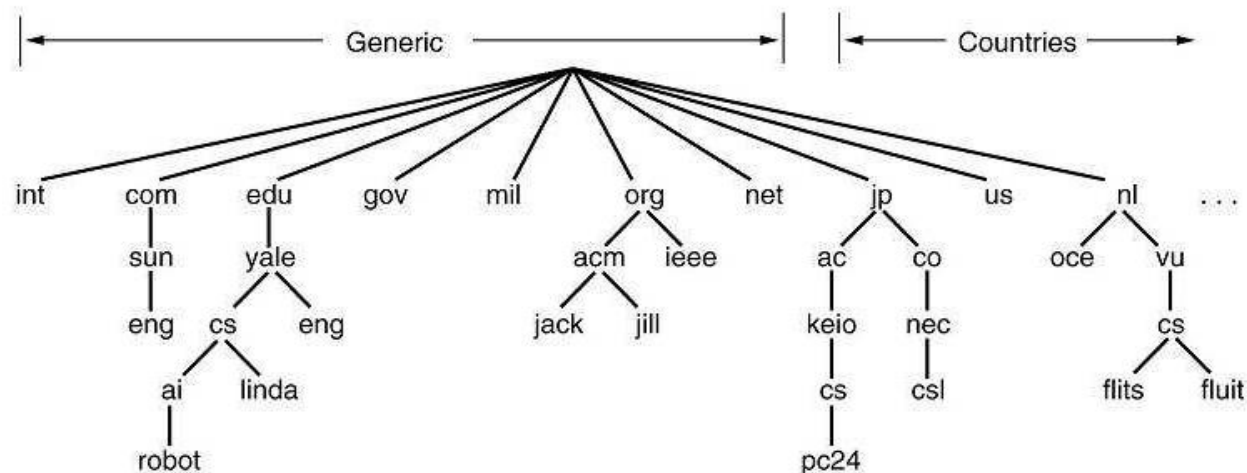 Generic Countries
int com edu gov mil org net jp us nl . . .
sun yale acm ieee ac co oce vu
eng cs eng jack jill keio nec cs
ai linda cs csl flits fluit
robot pc24